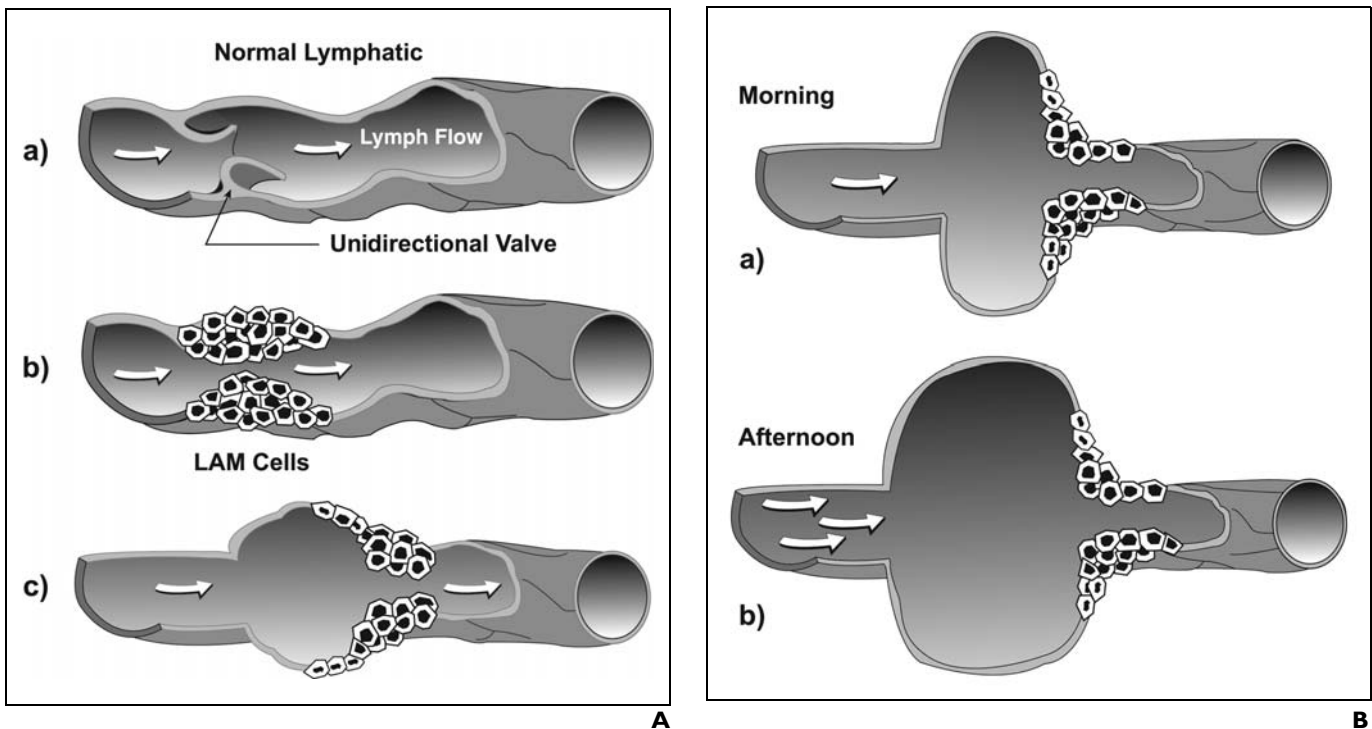 Normal Lymphatic
a)
Lymph Flow
Unidirectional Valve
b)
LAM Cells
c)
A
Morning
a)
Afternoon
b)
B